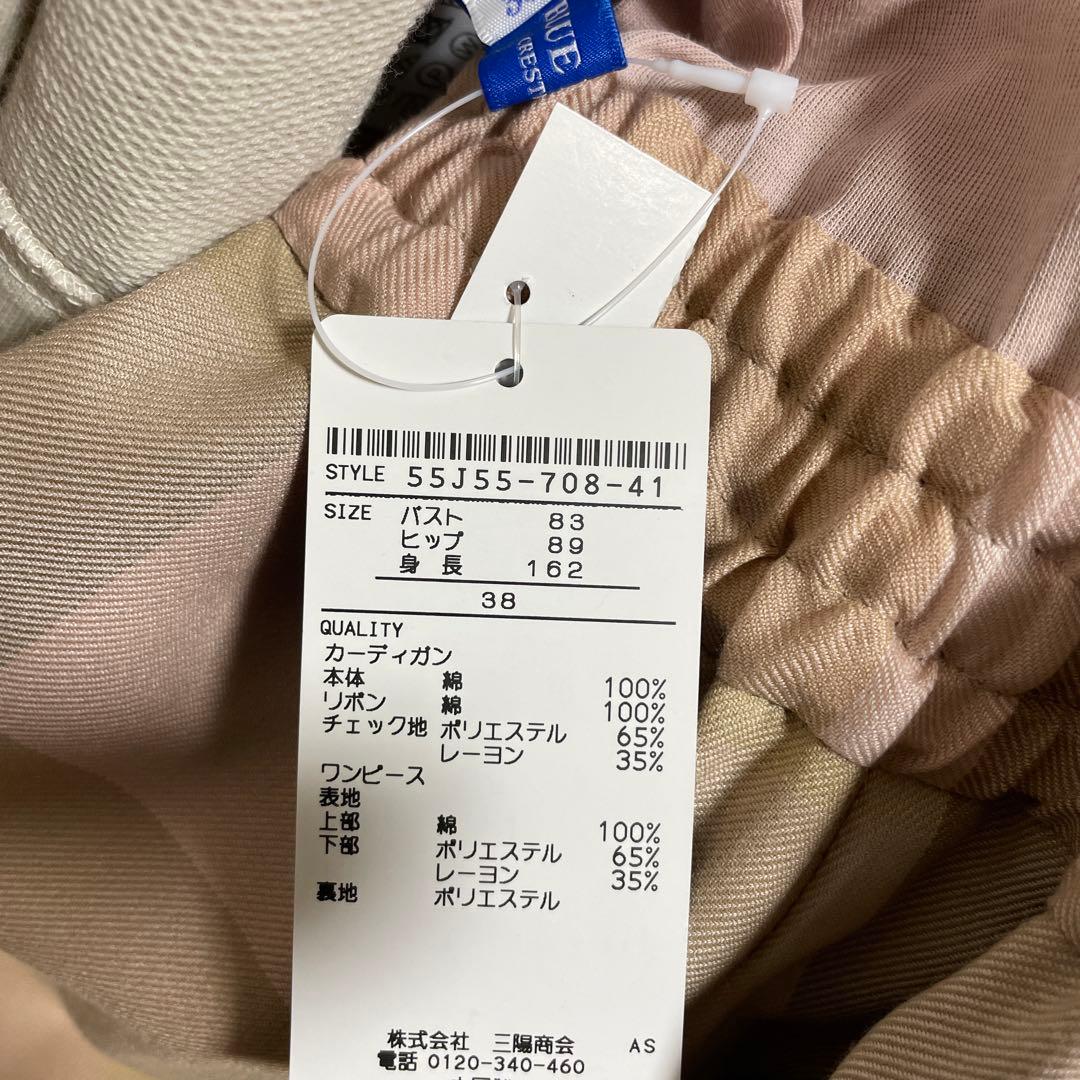 BLUE
CREST
STYLE 55J55-708-41
SIZE バスト 83
ヒップ 89
身長 162
38
QUALITY
カーディガン
本体 綿 100%
リボン 綿 100%
チェック地 ポリエステル 65%
レーヨン 35%
ワンピース
表地
上部 綿 100%
下部 ポリエステル 65%
レーヨン 35%
裏地 ポリエステル
株式会社 三陽商会 AS
電話 0120-340-460